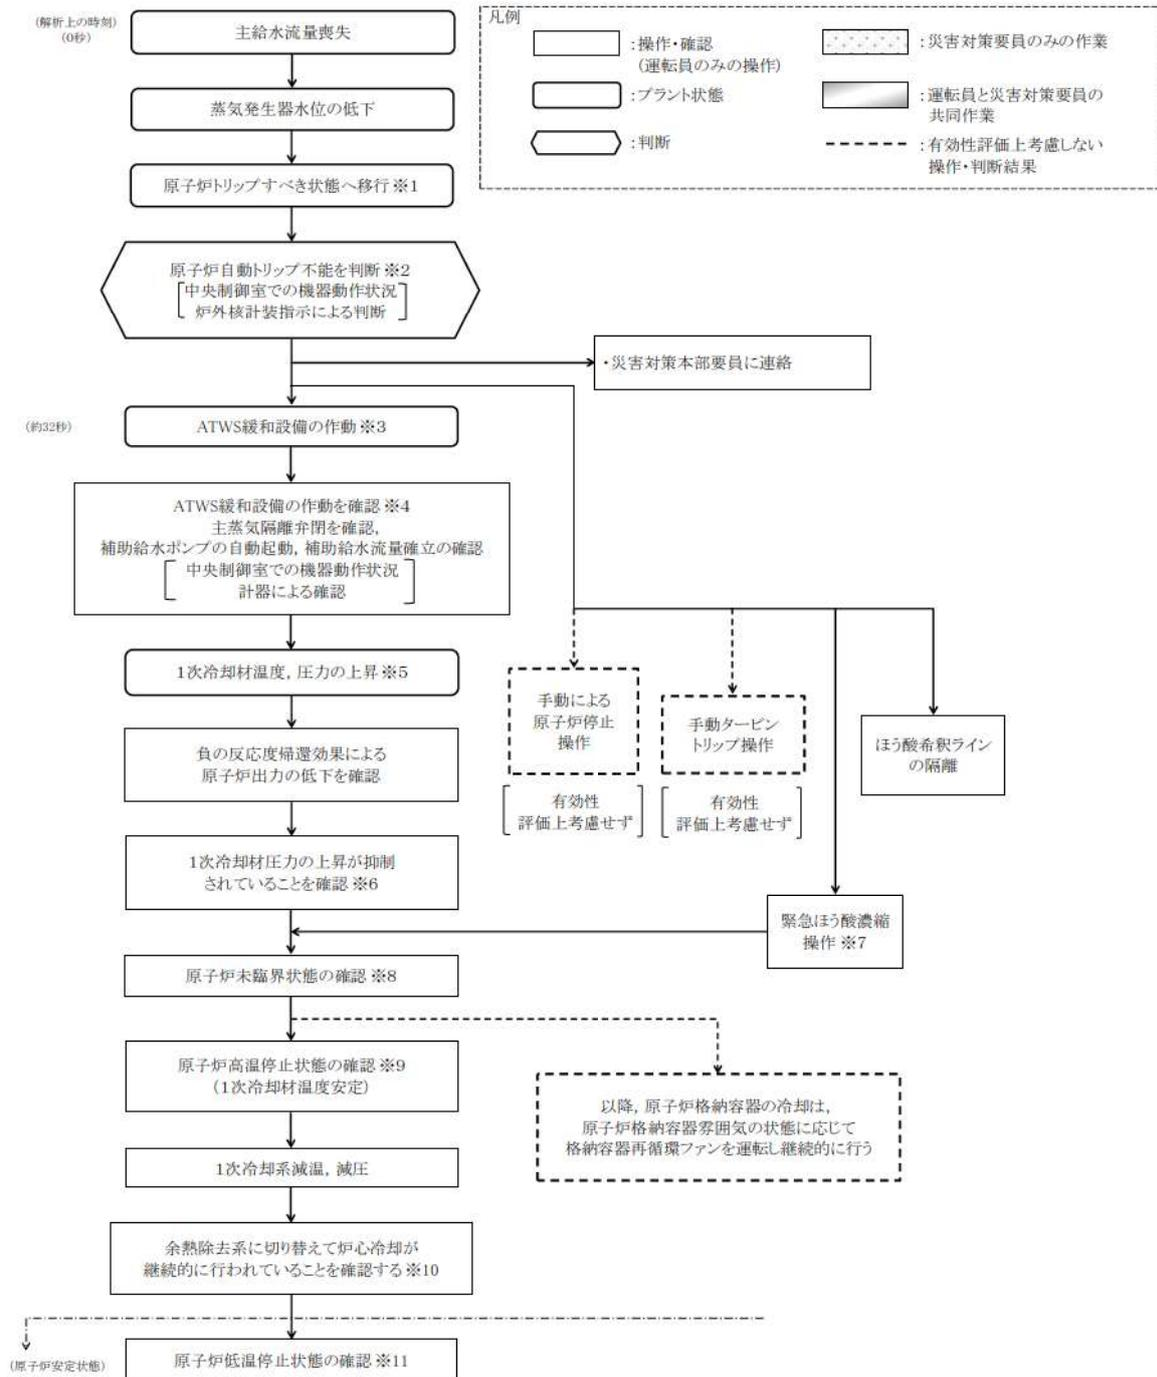 (解析上の時刻)
(0秒)
主給水流量喪失
凡例
:操作・確認
(運転員のみの操作)
:災害対策要員のみの作業
:プラント状態
:運転員と災害対策要員の
共同作業
:判断
:有効性評価上考慮しない
操作・判断結果
蒸気発生器水位の低下
原子炉トリップすべき状態へ移行※1
原子炉自動トリップ不能を判断※2
中央制御室での機器動作状況
炉外核計装指示による判断
・災害対策本部要員に連絡
(約32秒)
ATWS緩和設備の作動※3
ATWS緩和設備の作動を確認※4
主蒸気隔離弁閉を確認,
補助給水ポンプの自動起動, 補助給水流量確立の確認
中央制御室での機器動作状況
計器による確認
1次冷却材温度, 圧力の上昇※5
手動による
原子炉停止
操作
手動タービン
トリップ操作
ほう酸希釈ライン
の隔離
負の反応度帰還効果による
原子炉出力の低下を確認
有効性
評価上考慮せず
有効性
評価上考慮せず
1次冷却材圧力の上昇が抑制
されていることを確認※6
緊急ほう酸濃縮
操作※7
原子炉未臨界状態の確認※8
原子炉高温停止状態の確認※9
(1次冷却材温度安定)
以降, 原子炉格納容器の冷却は,
原子炉格納容器雰囲気の状態に応じて
格納容器再循環ファンを運転し継続的に行う
1次冷却系減温, 減圧
余熱除去系に切り替えて炉心冷却が
継続的に行われていることを確認する※10
(原子炉安定状態)
原子炉低温停止状態の確認※11